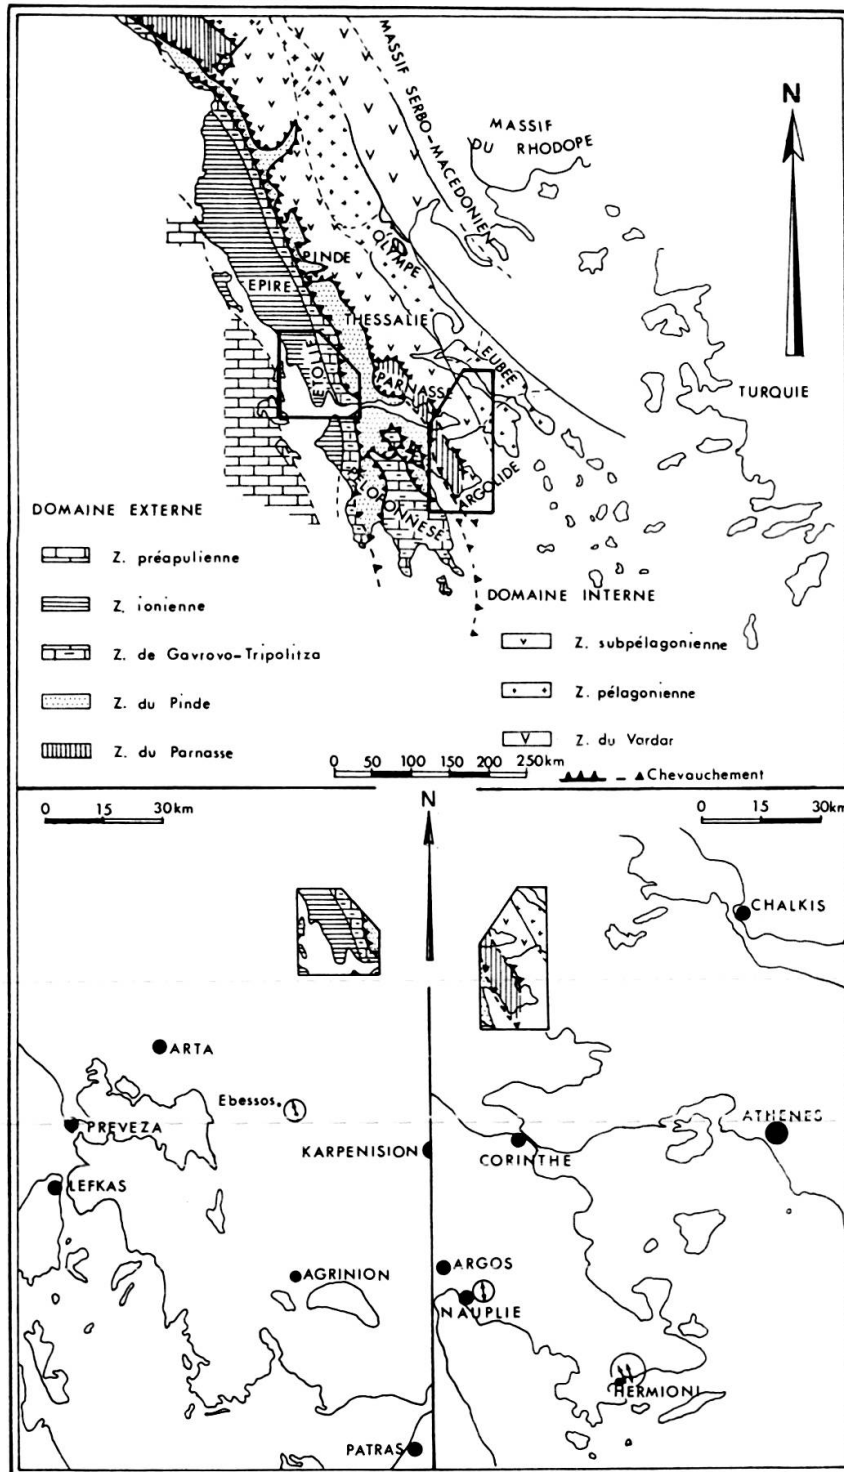 MASSIF SERBO-MACEDONIEN
MASSIF
DU RHODOPE
N
OLYMPE
PINDE
EPIRE
THESSALIE
EUBEE
ETOLIE
PARNASSE
TURQUIE
ARGOLIDE
PELOPONNESE
DOMAINE EXTERNE
Z. préapulienne
Z. ionienne
Z. de Gavrovo-Tripolitza
Z. du Pinde
Z. du Parnasse
DOMAINE INTERNE
Z. subpélagonienne
Z. pélagonienne
Z. du Vardar
0 50 100 150 200 250km
Chevauchement
0 15 30km
N
0 15 30km
CHALKIS
ARTA
Ebessos.
PREVEZA
KARPENISION
ATHENES
CORINTHE
LEFKAS
AGRINION
ARGOS
NAUPLIE
HERMIONI
PATRAS